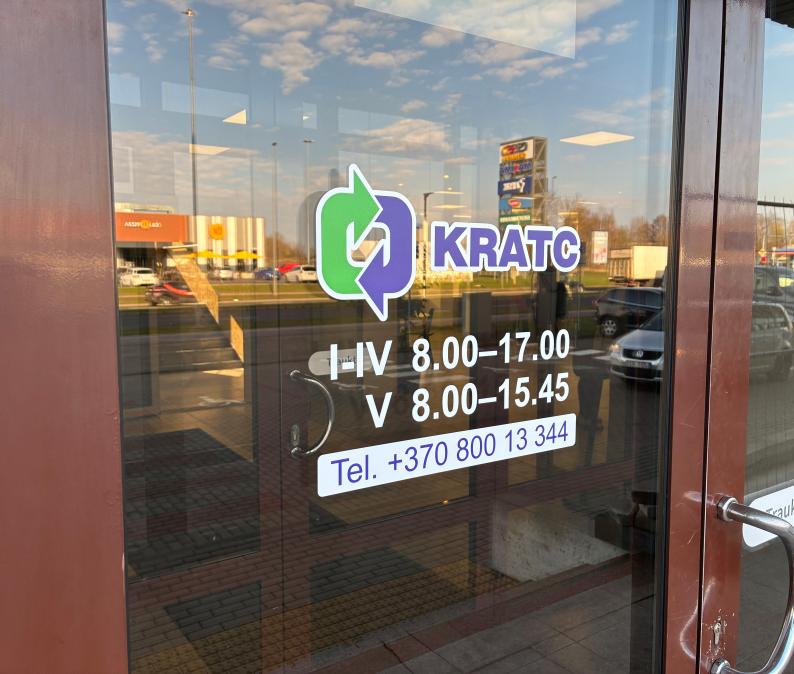 KRATC
I-IV 8.00–17.00
V 8.00–15.45
Tel. +370 800 13 344